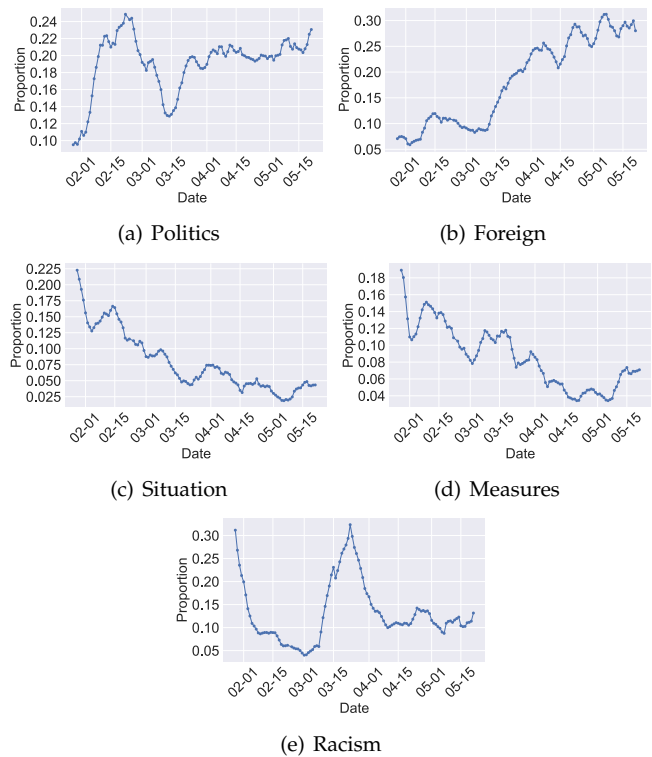 0.24
0.22
0.20
0.18
0.16
0.14
0.12
0.10
Proportion
02-01 02-15 03-01 03-15 04-01 04-15 05-01 05-15
Date
(a) Politics
0.30
0.25
0.20
0.15
0.10
0.05
Proportion
02-01 02-15 03-01 03-15 04-01 04-15 05-01 05-15
Date
(b) Foreign
0.225
0.200
0.175
0.150
0.125
0.100
0.075
0.050
0.025
Proportion
02-01 02-15 03-01 03-15 04-01 04-15 05-01 05-15
Date
(c) Situation
0.18
0.16
0.14
0.12
0.10
0.08
0.06
0.04
Proportion
02-01 02-15 03-01 03-15 04-01 04-15 05-01 05-15
Date
(d) Measures
0.30
0.25
0.20
0.15
0.10
0.05
Proportion
02-01 02-15 03-01 03-15 04-01 04-15 05-01 05-15
Date
(e) Racism